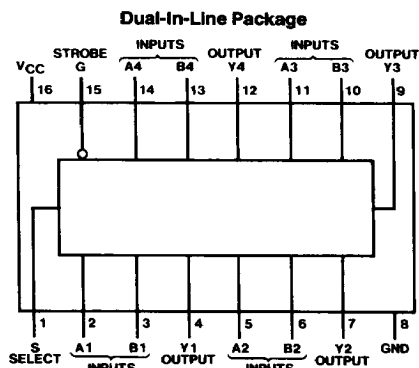 Dual-In-Line Package
STROBE INPUTS OUTPUT INPUTS OUTPUT
VCC G A4 B4 Y4 A3 B3 Y3
16 15 14 13 12 11 10 9
1 2 3 4 5 6 7 8
S A1 B1 Y1 A2 B2 Y2 GND
SELECT INPUTS OUTPUT INPUTS OUTPUT